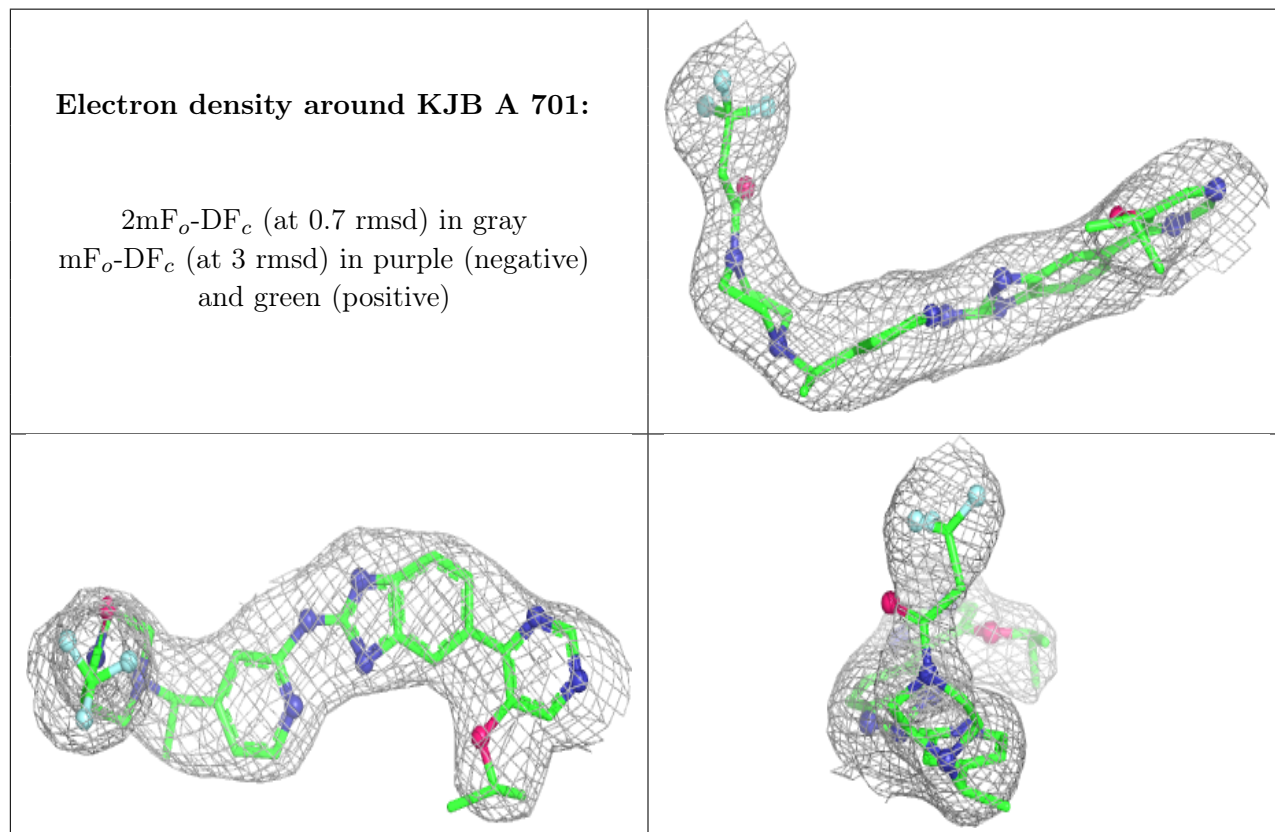 Electron density around KJB A 701:
2mFo-DFc (at 0.7 rmsd) in gray
mFo-DFc (at 3 rmsd) in purple (negative)
and green (positive)